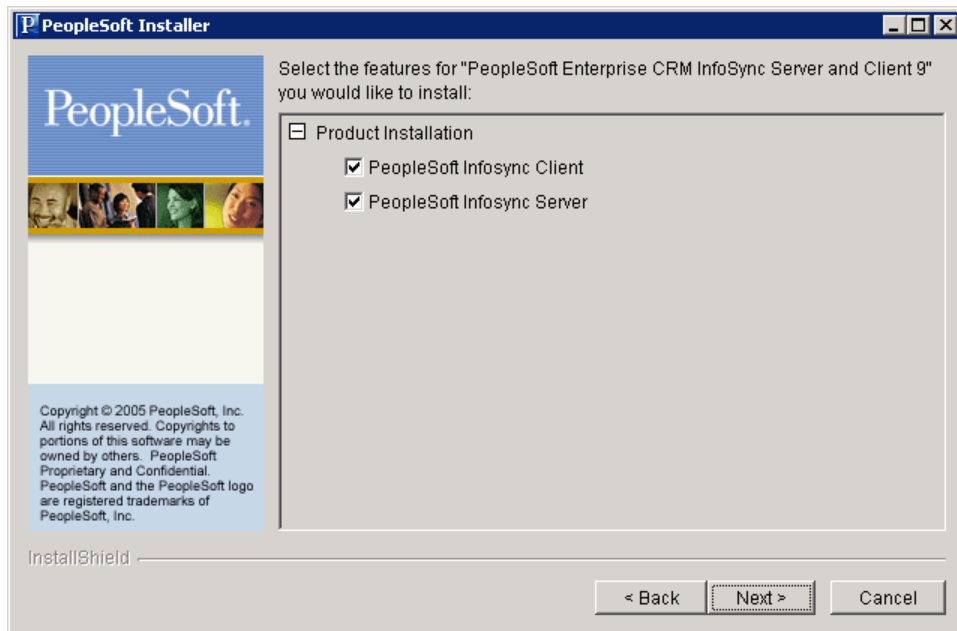 PeopleSoft Installer
PeopleSoft.
Select the features for "PeopleSoft Enterprise CRM InfoSync Server and Client 9"
you would like to install:
Product Installation
PeopleSoft Infosync Client
PeopleSoft Infosync Server
Copyright © 2005 PeopleSoft, Inc.
All rights reserved. Copyrights to
portions of this software may be
owned by others.  PeopleSoft
Proprietary and Confidential.
PeopleSoft and the PeopleSoft logo
are registered trademarks of
PeopleSoft, Inc.
InstallShield
< Back
Next >
Cancel